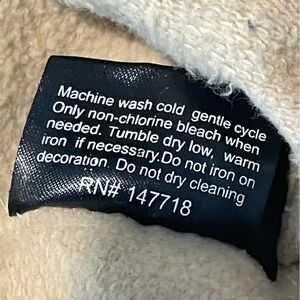 Machine wash cold gentle cycle
Only non-chlorine bleach when
needed. Tumble dry low, warm
iron if necessary.Do not iron on
decoration. Do not dry cleaning
RN# 147718